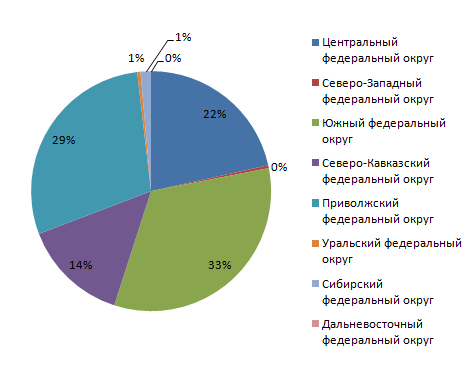 1%
1%
0%
22%
29%
0%
14%
33%
Центральный
федеральный округ
Северо-Западный
федеральный округ
Южный федеральный
округ
Северо-Кавказский
федеральный округ
Приволжский
федеральный округ
Уральский федеральный
округ
Сибирский
федеральный округ
Дальневосточный
федеральный округ